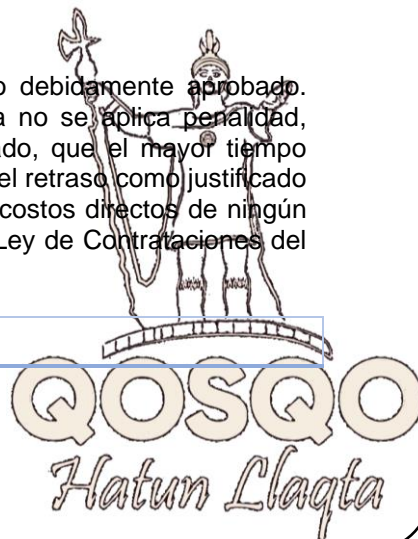 o debidamente aprobado.
a no se aplica penalidad,
ado, que el mayor tiempo
el retraso como justificado
costos directos de ningún
Ley de Contrataciones del
QOSQO
Hatun Llaqta